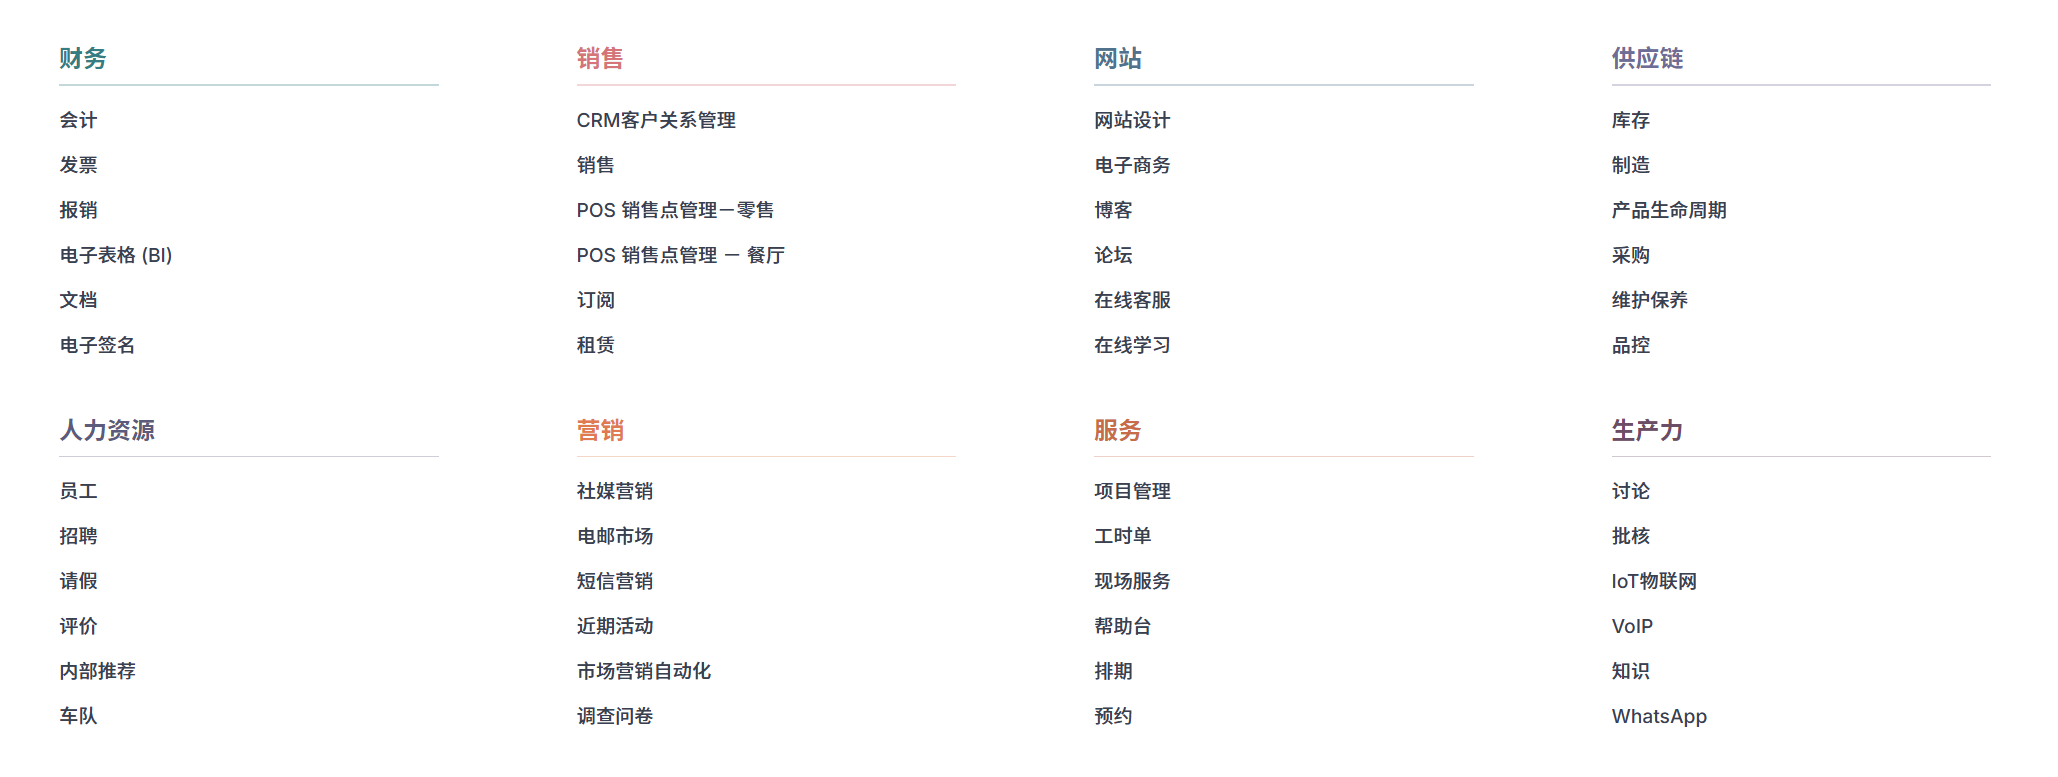 财务
会计
发票
报销
电子表格 (BI)
文档
电子签名
销售
CRM客户关系管理
销售
POS 销售点管理－零售
POS 销售点管理 － 餐厅
订阅
租赁
网站
网站设计
电子商务
博客
论坛
在线客服
在线学习
供应链
库存
制造
产品生命周期
采购
维护保养
品控
人力资源
员工
招聘
请假
评价
内部推荐
车队
营销
社媒营销
电邮市场
短信营销
近期活动
市场营销自动化
调查问卷
服务
项目管理
工时单
现场服务
帮助台
排期
预约
生产力
讨论
批核
IoT物联网
VoIP
知识
WhatsApp